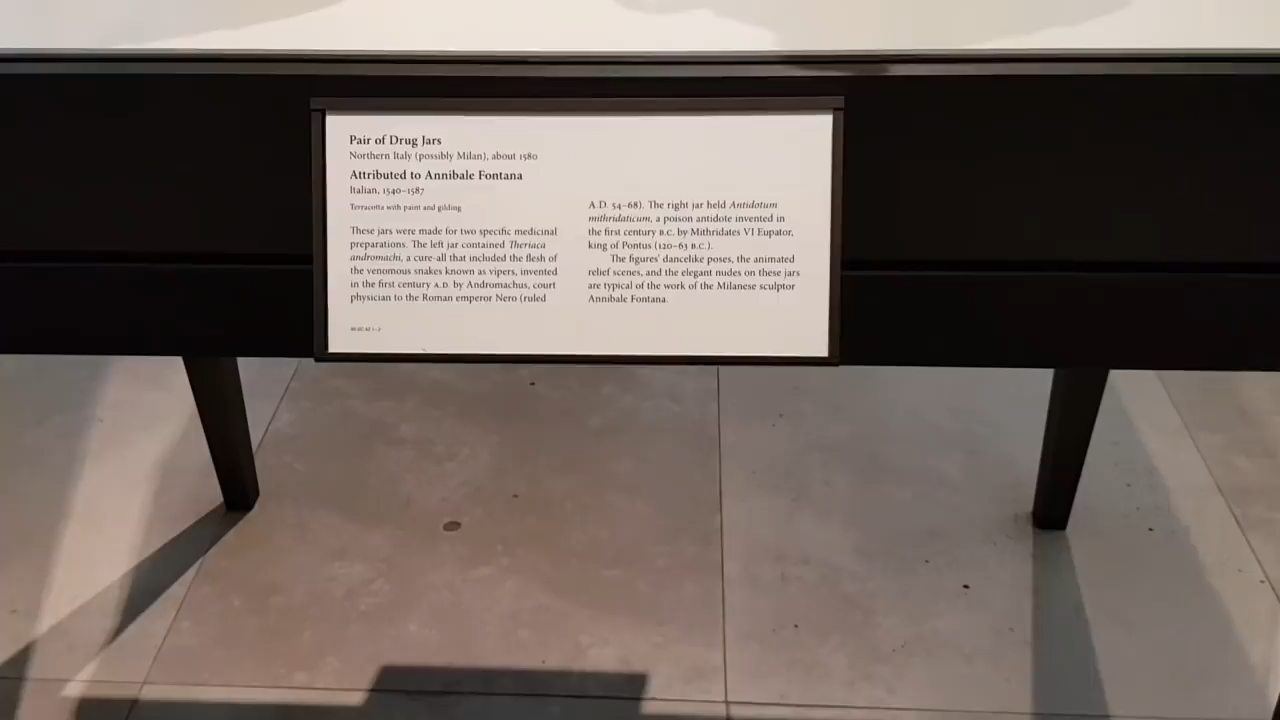 Pair of Drug Jars
Northern Italy (possibly Milan), about 1580
Attributed to Annibale Fontana
Italian, 1540–1587
Terracotta with paint and gilding
These jars were made for two specific medicinal
preparations. The left jar contained Theriaca
andromachi, a cure-all that included the flesh of
the venomous snakes known as vipers, invented
in the first century A.D. by Andromachus, court
physician to the Roman emperor Nero (ruled
A.D. 54–68). The right jar held Antidotum
mithridaticum, a poison antidote invented in
the first century B.C. by Mithridates VI Eupator,
king of Pontus (120–63 B.C.).
The figures' dancelike poses, the animated
relief scenes, and the elegant nudes on these jars
are typical of the work of the Milanese sculptor
Annibale Fontana.